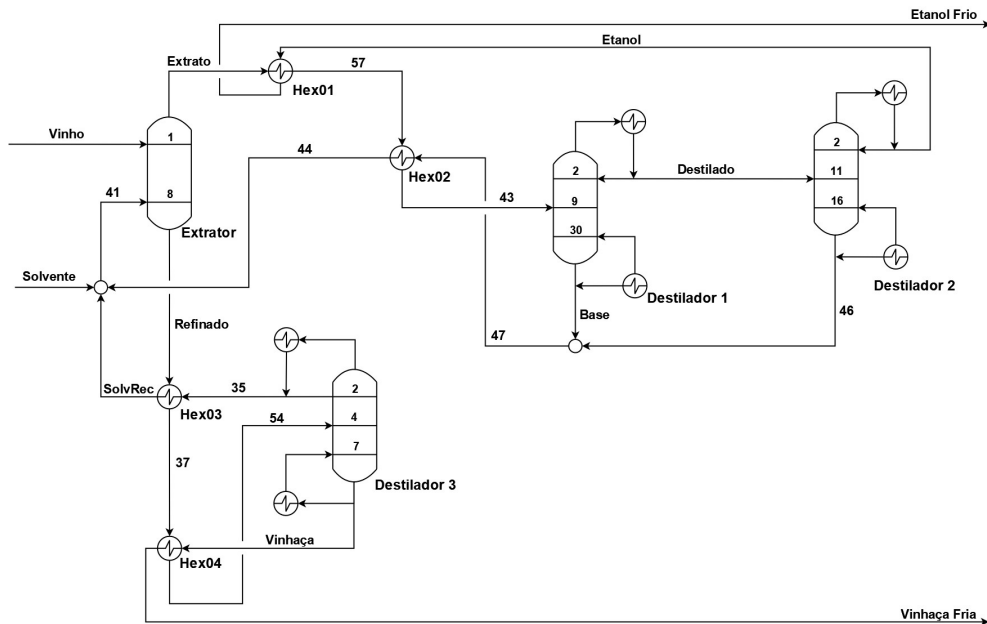 Etanol Frio
Etanol
Extrato
57
Hex01
Vinho
1
2
44
Hex02
2
Destilado
11
41
8
43
9
16
Extrator
30
Solvente
Destilador 1
Destilador 2
Base
46
Refinado
47
SolvRec
35
2
Hex03
54
4
7
37
Destilador 3
Vinhaça
Hex04
Vinhaça Fria